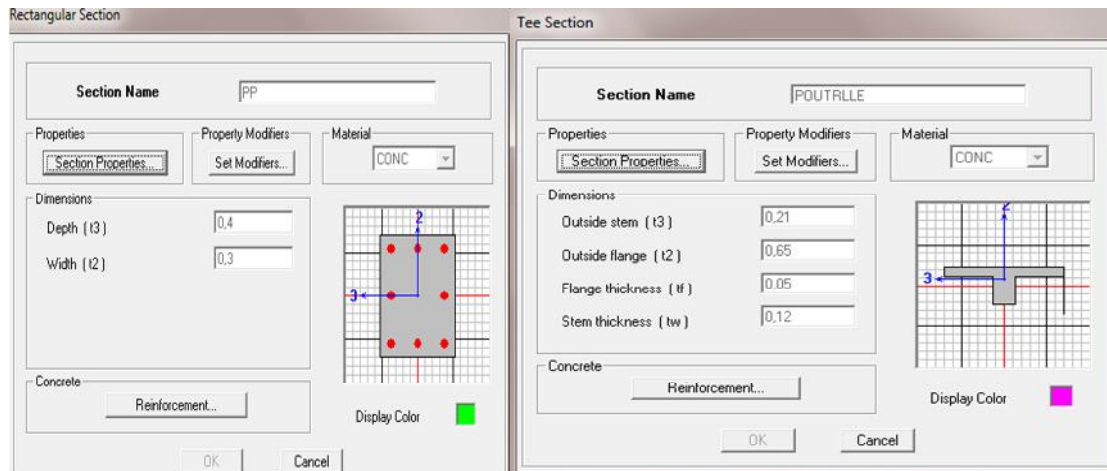 Rectangular Section
Section Name
PP
Properties
Section Properties...
Property Modifiers
Set Modifiers...
Material
CONC
Dimensions
Depth ( t3 )
0,4
Width ( t2 )
0,3
2
3
Concrete
Reinforcement...
Display Color
OK
Cancel
Tee Section
Section Name
POUTRLLE
Properties
Section Properties...
Property Modifiers
Set Modifiers...
Material
CONC
Dimensions
Outside stem ( t3 )
0,21
Outside flange ( t2 )
0,65
Flange thickness ( tf )
0.05
Stem thickness ( tw )
0,12
2
3
Concrete
Reinforcement...
Display Color
OK
Cancel